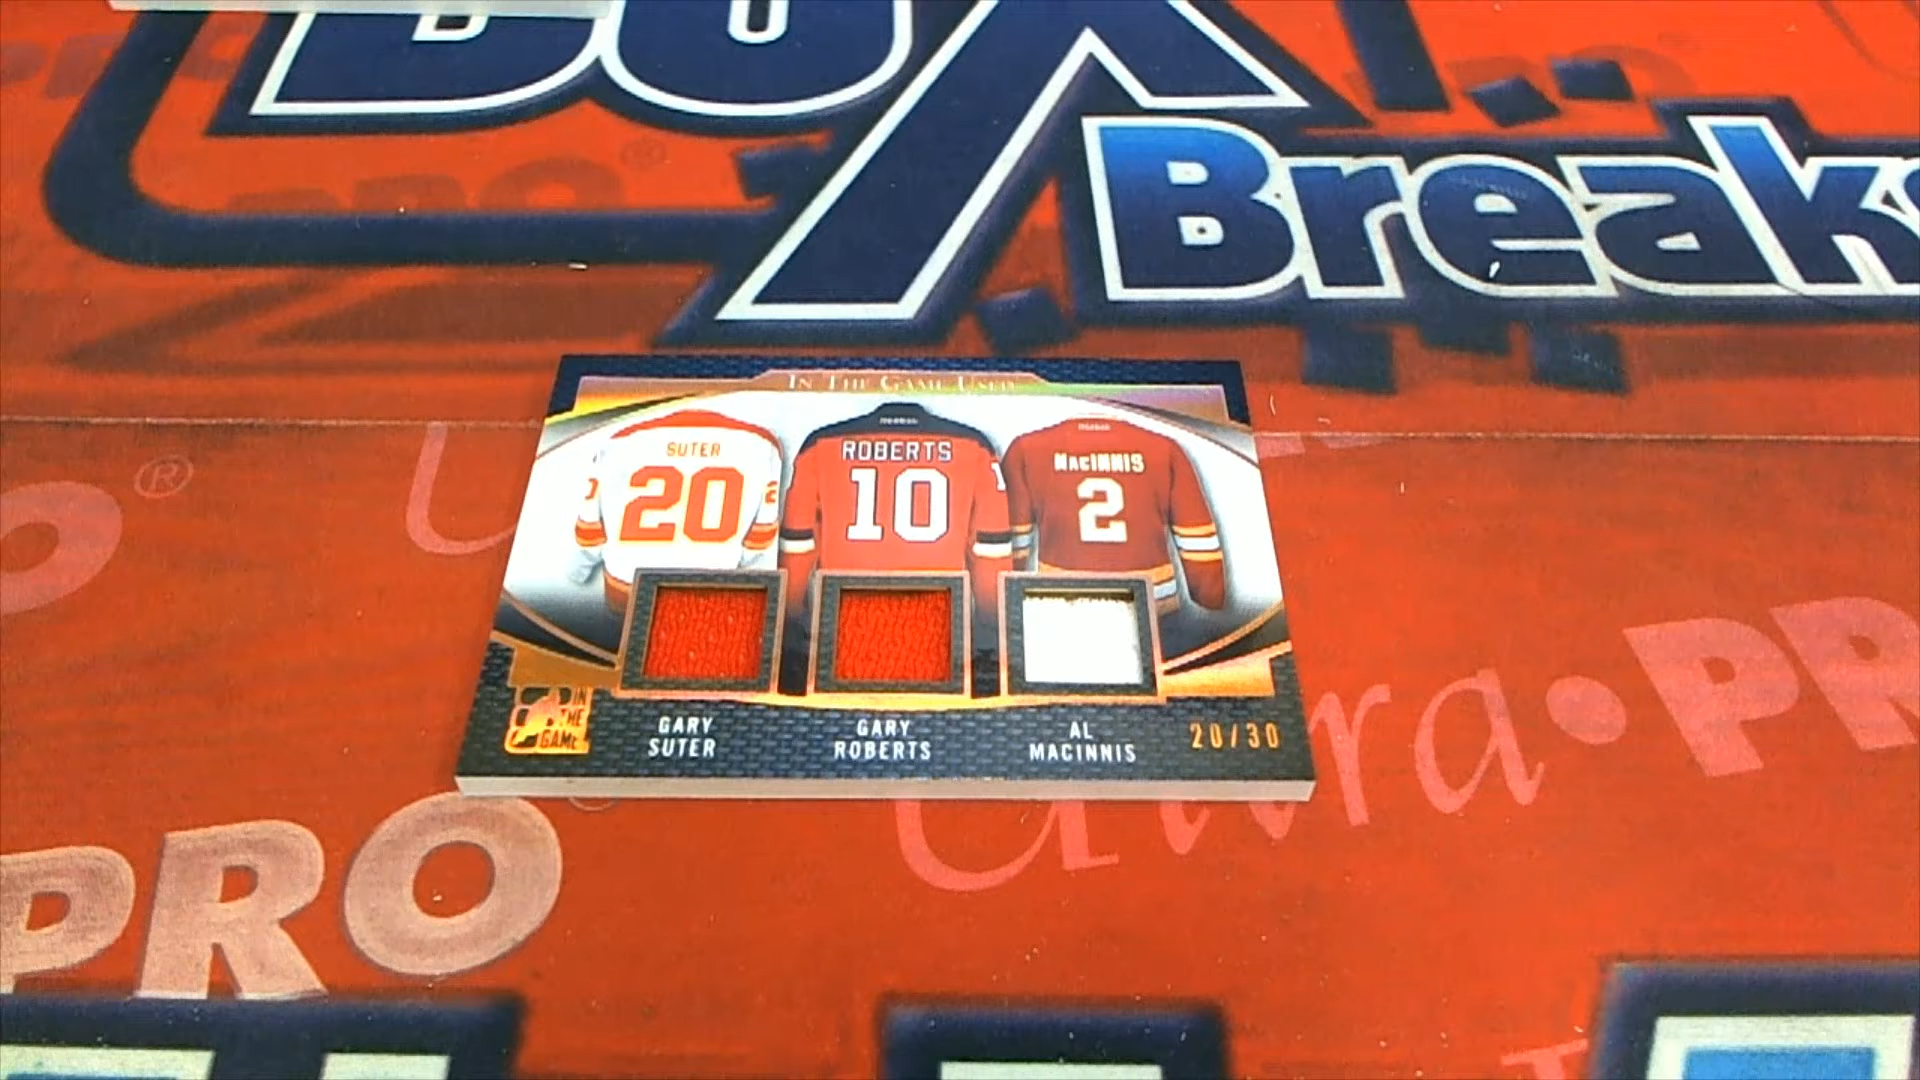 BOX
Breaks
PRO
IN THE GAME USED
SUTER
20
ROBERTS
10
MACINNIS
2
IN
THE
GAME
GARY
SUTER
GARY
ROBERTS
AL
MACINNIS
20/30
Ultra•PRO
PRO